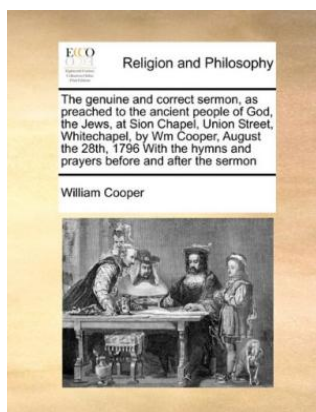 ECCO
Religion and Philosophy
The genuine and correct sermon, as
preached to the ancient people of God,
the Jews, at Sion Chapel, Union Street,
Whitechapel, by Wm Cooper, August
the 28th, 1796 With the hymns and
prayers before and after the sermon
William Cooper